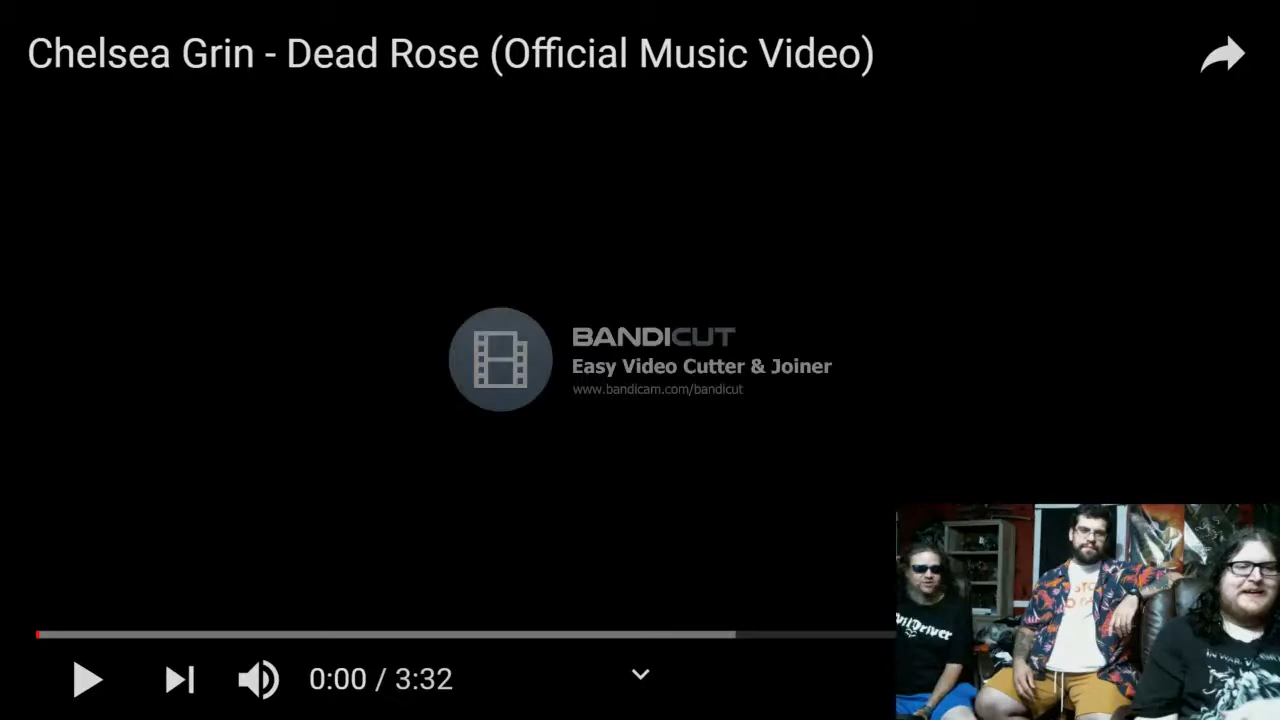 Chelsea Grin - Dead Rose (Official Music Video)
BANDICUT
Easy Video Cutter & Joiner
www.bandicam.com/bandicut
0:00 / 3:32